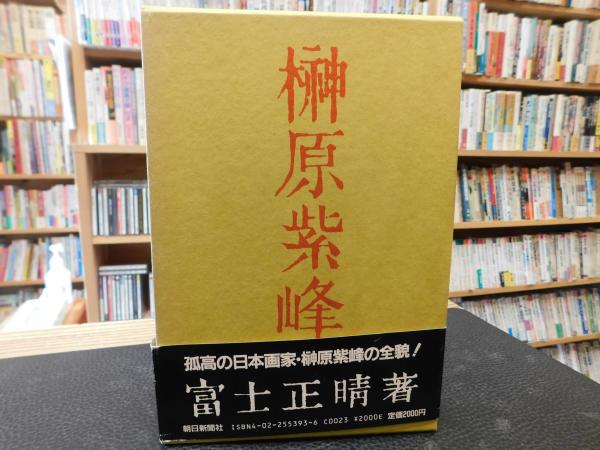 榊原紫峰
孤高の日本画家・榊原紫峰の全貌！
富士正晴著
朝日新聞社 ISBN4-02-255393-6 C0023 ¥2000E 定価2000円